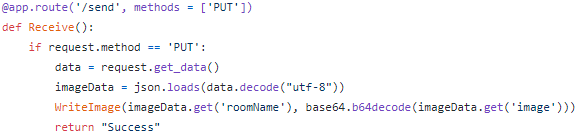 @app.route('/send', methods = ['PUT'])
def Receive():
    if request.method == 'PUT':
        data = request.get_data()
        imageData = json.loads(data.decode("utf-8"))
        WriteImage(imageData.get('roomName'), base64.b64decode(imageData.get('image')))
        return "Success"